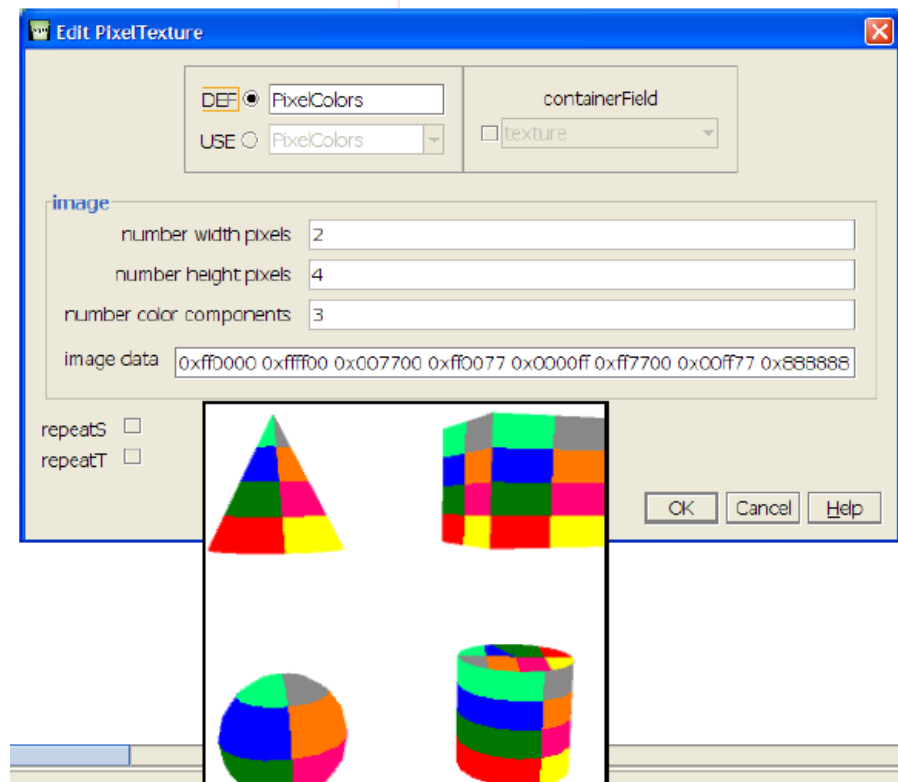 Edit PixelTexture
DEF PixelColors
USE PixelColors
containerField
texture
image
number width pixels 2
number height pixels 4
number color components 3
image data 0xff0000 0xffff00 0x007700 0xff0077 0x0000ff 0xff7700 0x00ff77 0x888888
repeatS
repeatT
OK Cancel Help